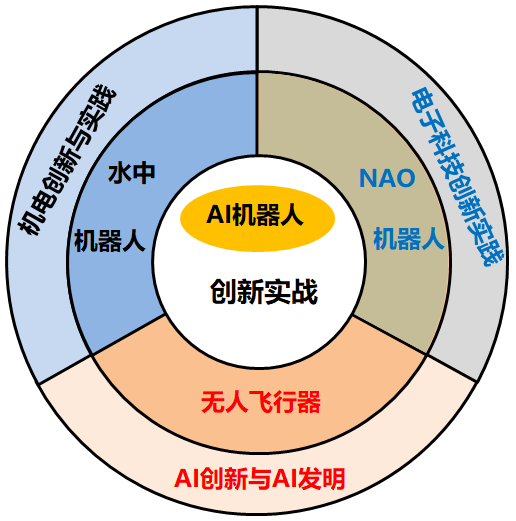 机电创新与实践
水中
机器人
电子科技创新实践
NAO
机器人
AI机器人
创新实战
无人飞行器
AI创新与AI发明